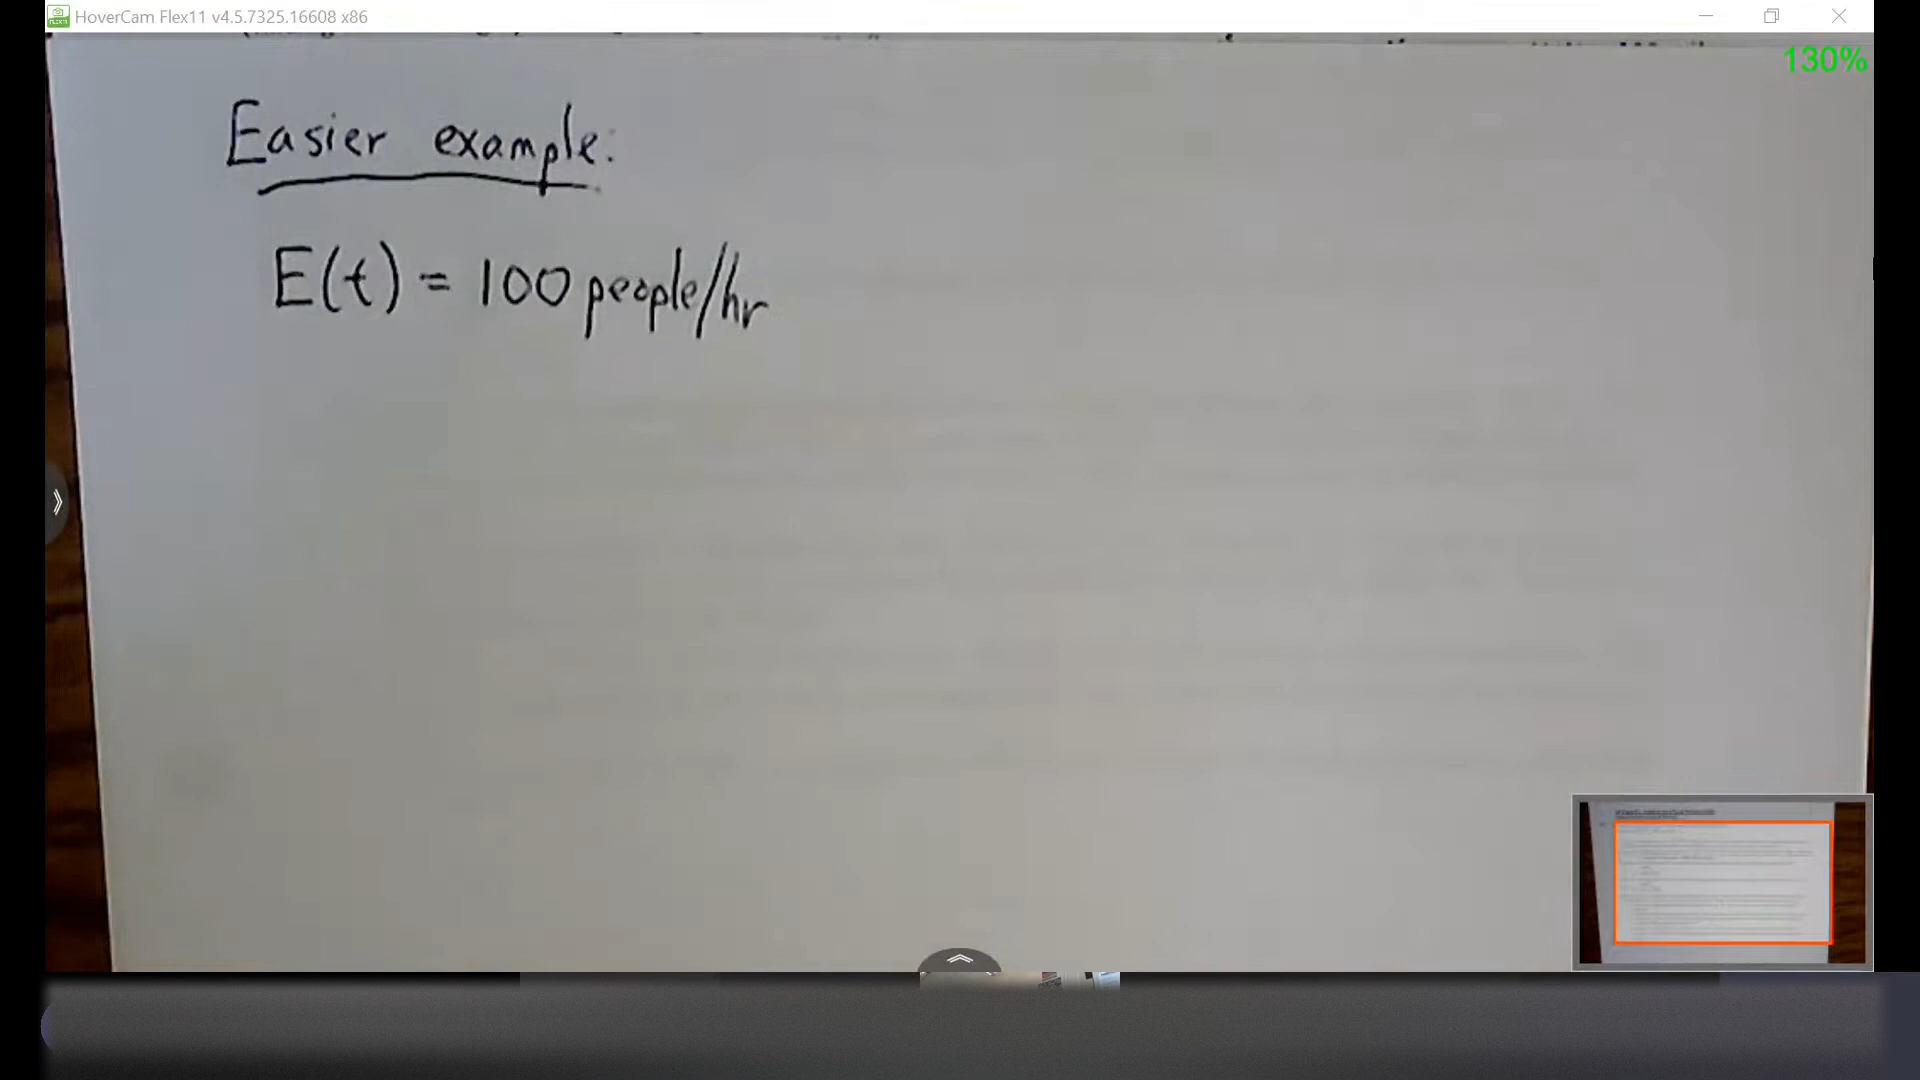 HoverCam Flex11 v4.5.7325.16608 x86
130%
Easier example:
E(t) = 100 people/hr